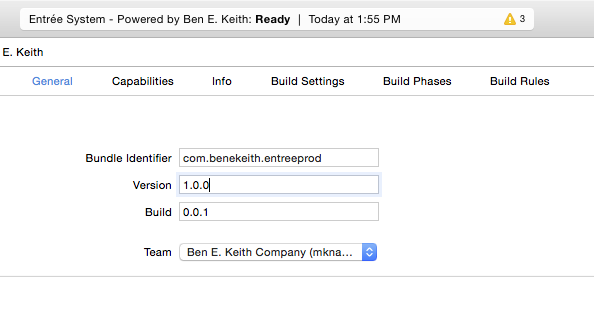 Entrée System - Powered by Ben E. Keith: Ready | Today at 1:55 PM 3
E. Keith
General Capabilities Info Build Settings Build Phases Build Rules
Bundle Identifier com.benekeith.entreeprod
Version 1.0.0
Build 0.0.1
Team Ben E. Keith Company (mkna...